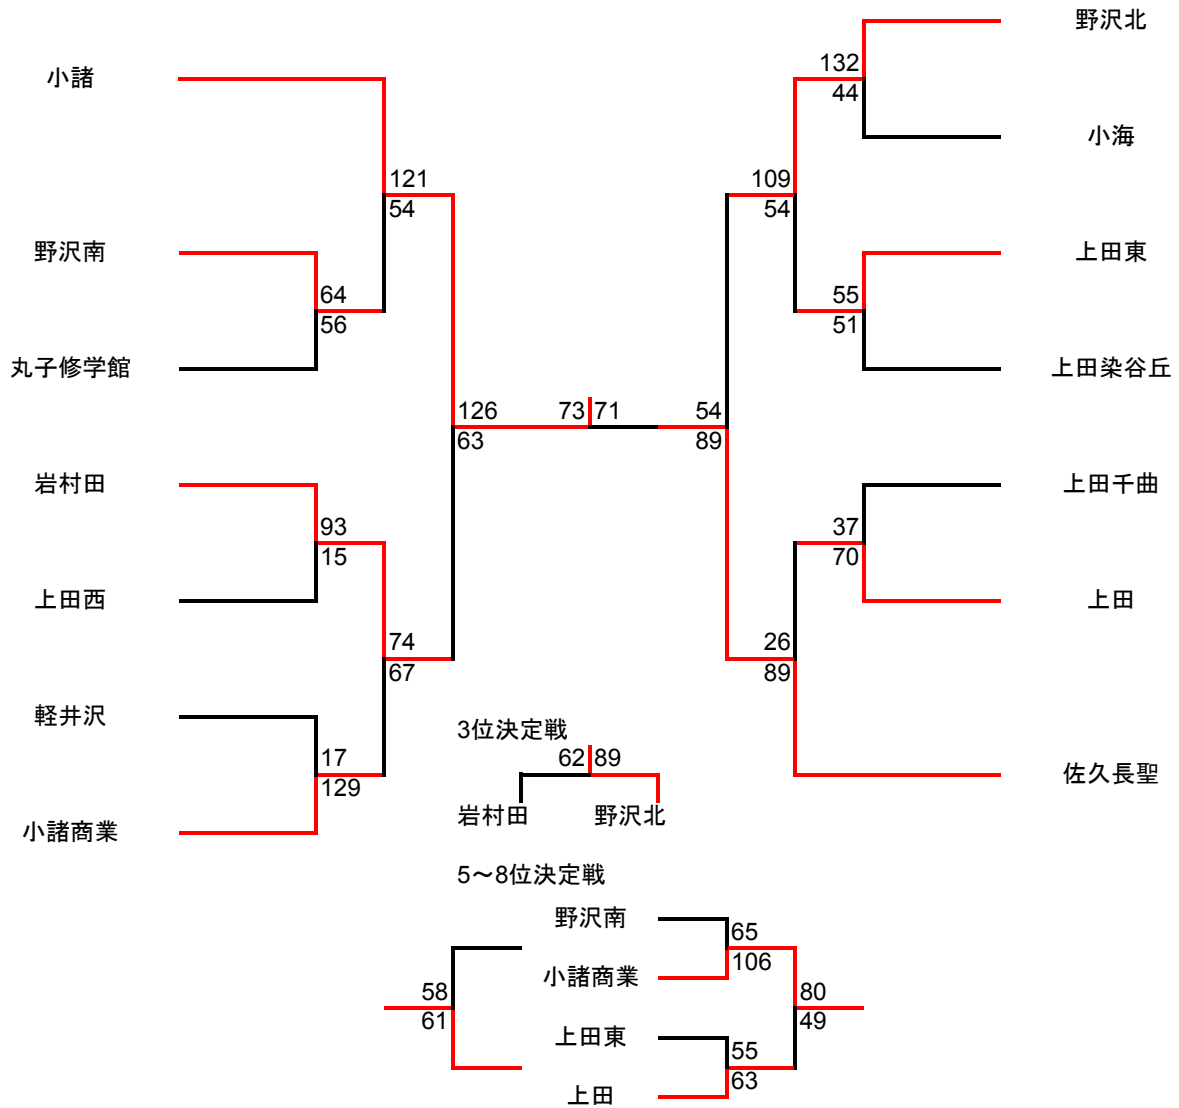 野沢北
132
小諸
44
小海
121
109
54
54
野沢南
上田東
64
55
56
51
丸子修学館
上田染谷丘
126
73
71
54
63
89
岩村田
上田千曲
93
37
15
70
上田西
上田
74
26
67
89
軽井沢
3位決定戦
17
62
89
佐久長聖
129
岩村田
野沢北
小諸商業
5～8位決定戦
野沢南
65
106
小諸商業
58
80
61
49
上田東
55
63
上田